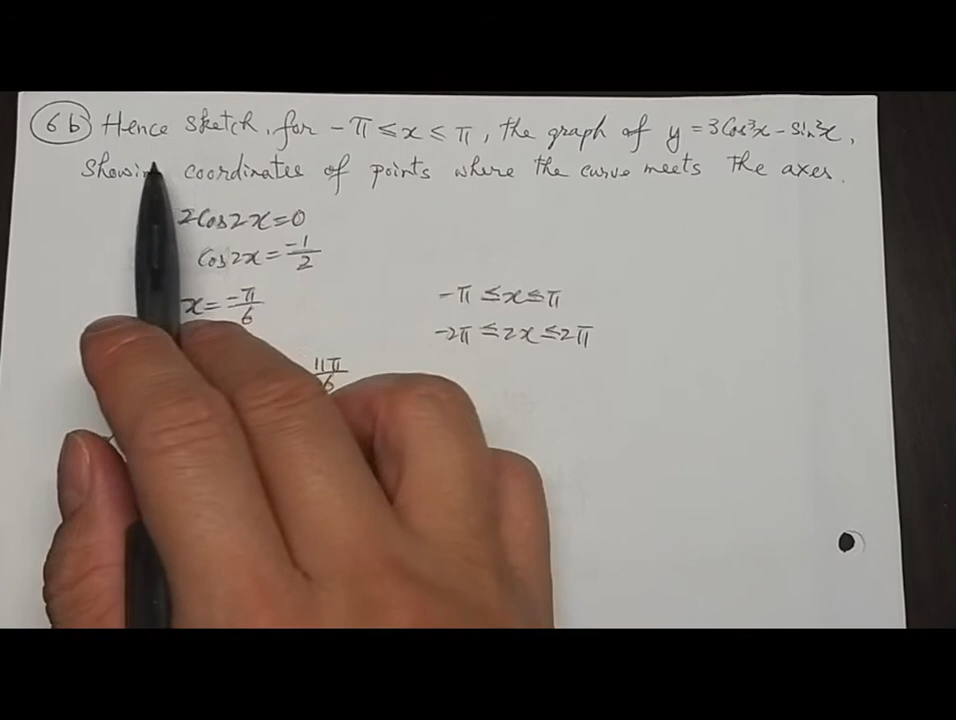 6b Hence sketch, for -π ≤ x ≤ π, the graph of y = 3Cos²x - Sin²x,
coordinates of points where the curve meets the axes.
2Cos2x=0
Cos2x = -1/2
x = -π/6
-π ≤ x ≤ π
-2π ≤ 2x ≤ 2π
11π/6